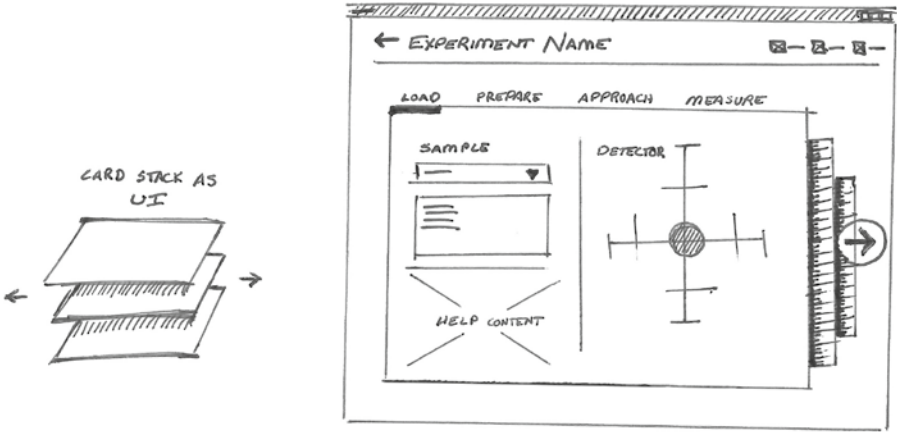 CARD STACK AS
UI
EXPERIMENT NAME
LOAD PREPARE APPROACH MEASURE
SAMPLE
DETECTOR
HELP CONTENT